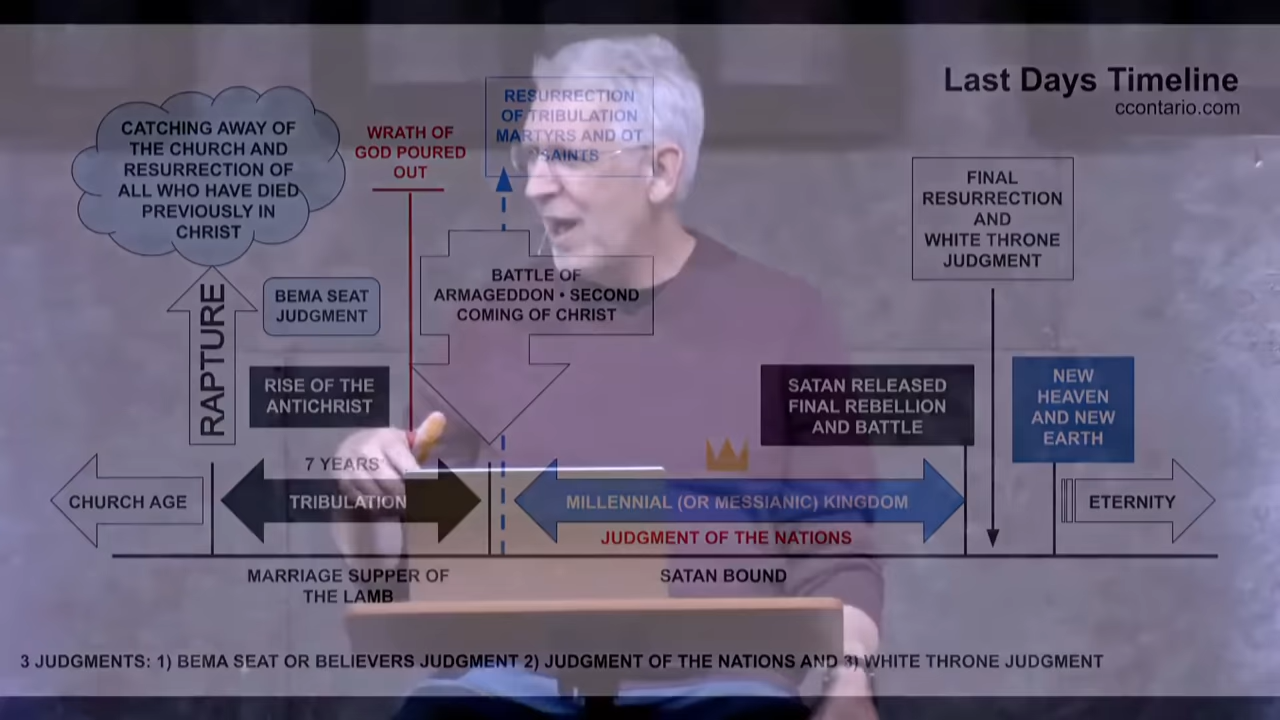 Last Days Timeline
ccontario.com
CATCHING AWAY OF
THE CHURCH AND
RESURRECTION OF
ALL WHO HAVE DIED
PREVIOUSLY IN
CHRIST
WRATH OF
GOD POURED
OUT
RESURRECTION
OF TRIBULATION
MARTYRS AND OT
SAINTS
FINAL
RESURRECTION
AND
WHITE THRONE
JUDGMENT
RAPTURE
BEMA SEAT
JUDGMENT
BATTLE OF
ARMAGEDDON • SECOND
COMING OF CHRIST
RISE OF THE
ANTICHRIST
SATAN RELEASED
FINAL REBELLION
AND BATTLE
NEW
HEAVEN
AND NEW
EARTH
7 YEARS
CHURCH AGE
TRIBULATION
MILLENNIAL (OR MESSIANIC) KINGDOM
ETERNITY
JUDGMENT OF THE NATIONS
MARRIAGE SUPPER OF
THE LAMB
SATAN BOUND
3 JUDGMENTS: 1) BEMA SEAT OR BELIEVERS JUDGMENT 2) JUDGMENT OF THE NATIONS AND 3) WHITE THRONE JUDGMENT